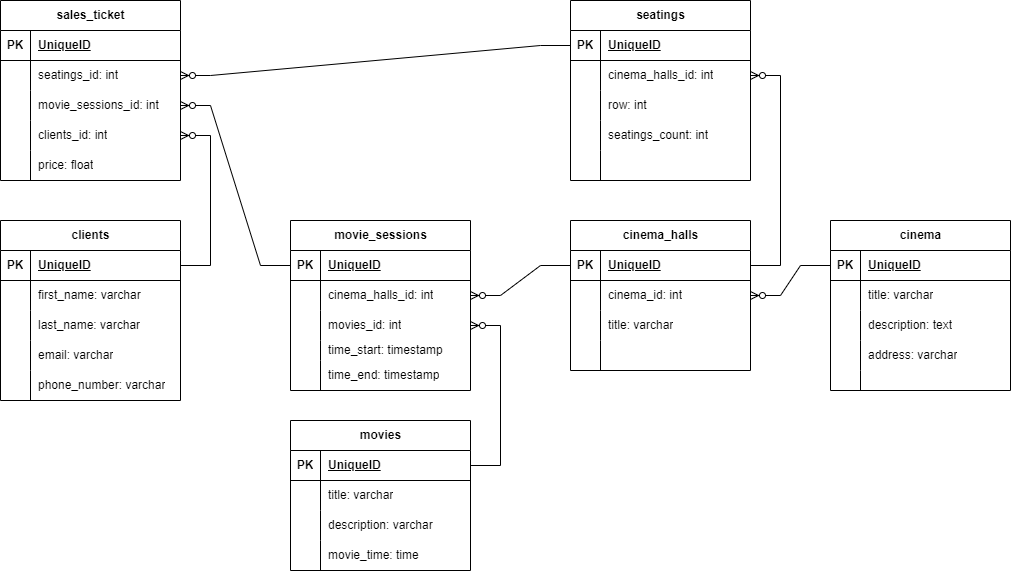 sales_ticket
PK UniqueID
seatings_id: int
movie_sessions_id: int
clients_id: int
price: float
seatings
PK UniqueID
cinema_halls_id: int
row: int
seatings_count: int
clients
PK UniqueID
first_name: varchar
last_name: varchar
email: varchar
phone_number: varchar
movie_sessions
PK UniqueID
cinema_halls_id: int
movies_id: int
time_start: timestamp
time_end: timestamp
cinema_halls
PK UniqueID
cinema_id: int
title: varchar
cinema
PK UniqueID
title: varchar
description: text
address: varchar
movies
PK UniqueID
title: varchar
description: varchar
movie_time: time